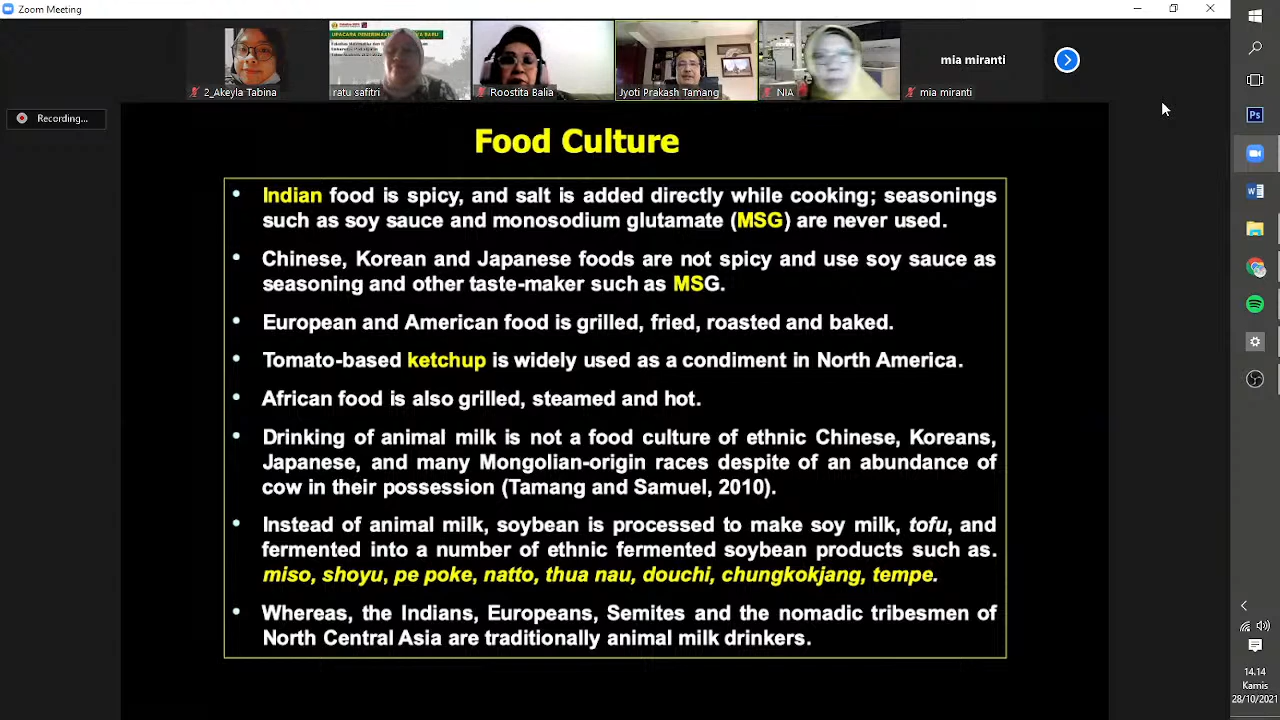 Zoom Meeting
UPACARA PENERIMAAN
mia miranti
2_Akeyla Tabina
ratu safitri
Roostita Balia
Jyoti Prakash Tamang
NIA
mia miranti
Recording...
Food Culture
• Indian food is spicy, and salt is added directly while cooking; seasonings
such as soy sauce and monosodium glutamate (MSG) are never used.
• Chinese, Korean and Japanese foods are not spicy and use soy sauce as
seasoning and other taste-maker such as MSG.
• European and American food is grilled, fried, roasted and baked.
• Tomato-based ketchup is widely used as a condiment in North America.
• African food is also grilled, steamed and hot.
• Drinking of animal milk is not a food culture of ethnic Chinese, Koreans,
Japanese, and many Mongolian-origin races despite of an abundance of
cow in their possession (Tamang and Samuel, 2010).
• Instead of animal milk, soybean is processed to make soy milk, tofu, and
fermented into a number of ethnic fermented soybean products such as.
miso, shoyu, pe poke, natto, thua nau, douchi, chungkokjang, tempe.
• Whereas, the Indians, Europeans, Semites and the nomadic tribesmen of
North Central Asia are traditionally animal milk drinkers.
Ps
14.14
Kamis
28/10/2021